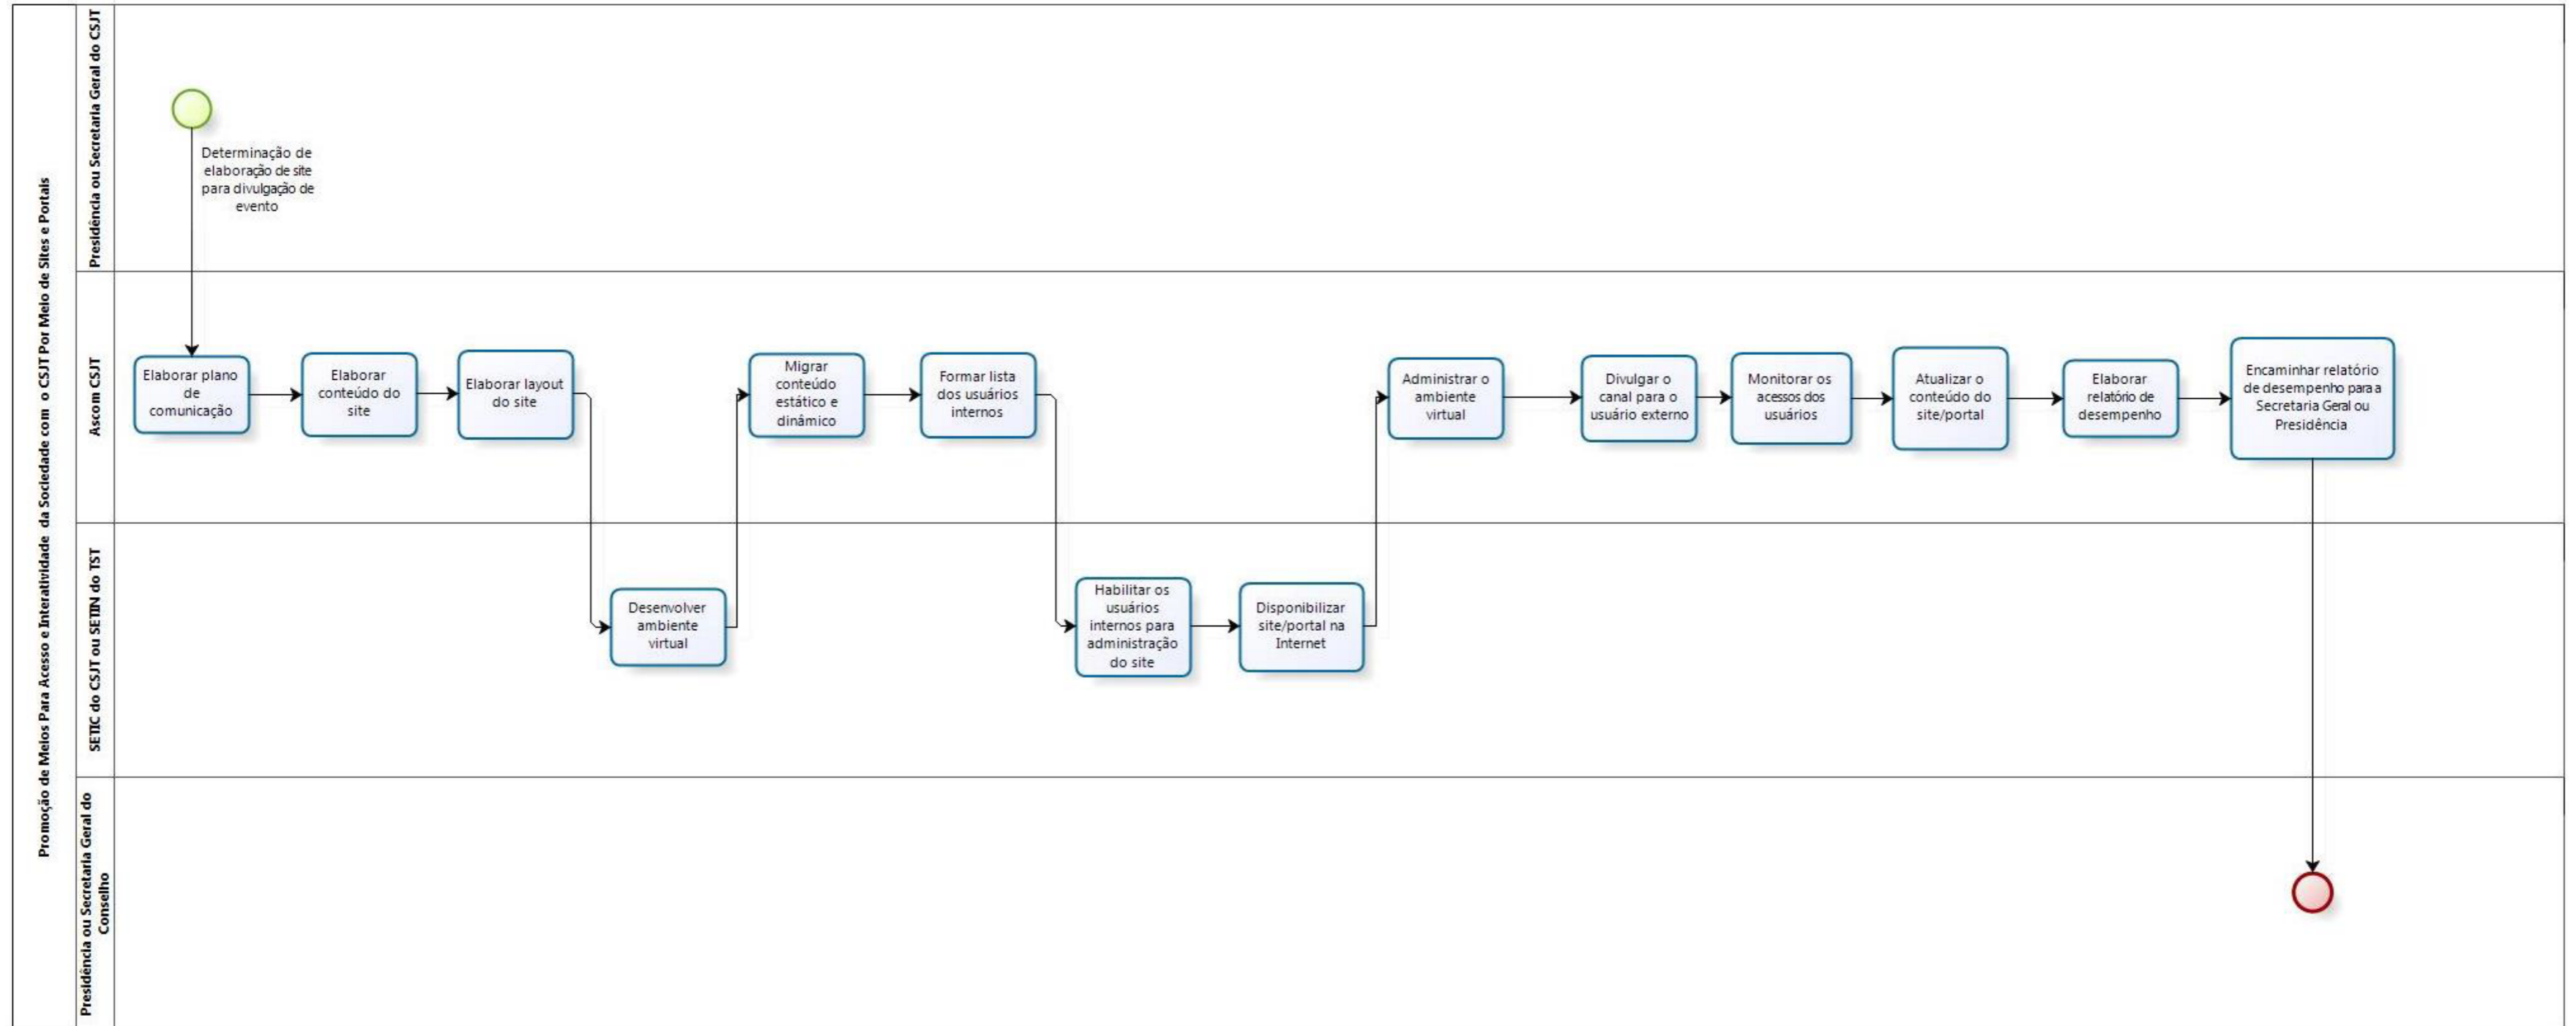 Promoção de Meios Para Acesso e Interatividade da Sociedade com o CSJT Por Meio de Sites e Portais
Presidência ou Secretaria Geral do CSJT
Determinação de
elaboração de site
para divulgação de
evento
Ascom CSJT
Elaborar plano
de
comunicação
Elaborar
conteúdo do
site
Elaborar layout
do site
Migrar
conteúdo
estático e
dinâmico
Formar lista
dos usuários
internos
Administrar o
ambiente
virtual
Divulgar o
canal para o
usuário externo
Monitorar os
acessos dos
usuários
Atualizar o
conteúdo do
site/portal
Elaborar
relatório de
desempenho
Encaminhar relatório
de desempenho para a
Secretaria Geral ou
Presidência
SETIC do CSJT ou SETIN do TST
Desenvolver
ambiente
virtual
Habilitar os
usuários
internos para
administração
do site
Disponibilizar
site/portal na
Internet
Presidência ou Secretaria Geral do
Conselho